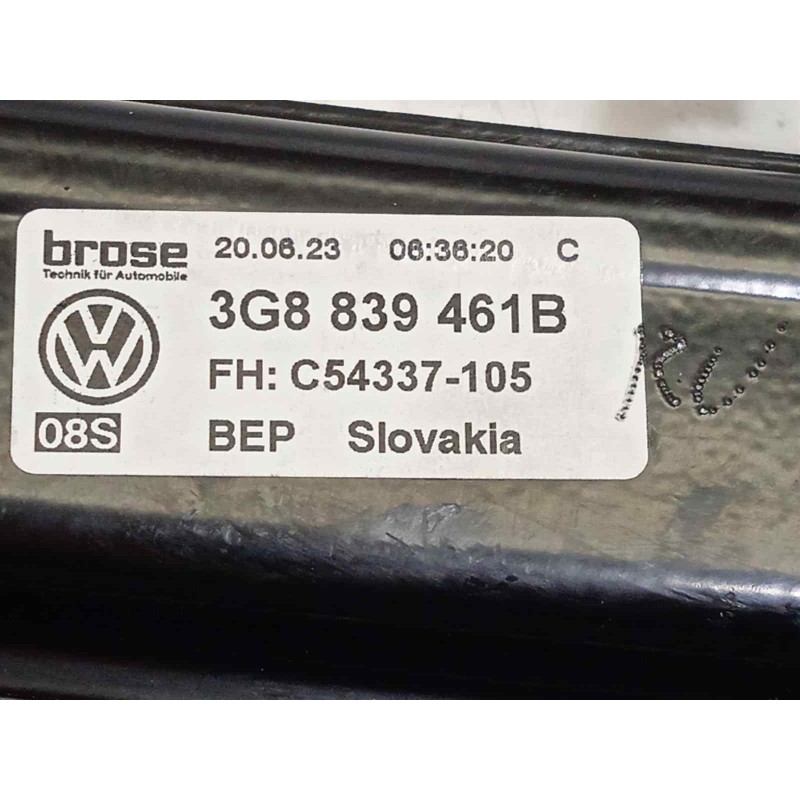 brose 20.06.23 06:36:20 C
Technik für Automobile
3G8 839 461B
FH: C54337-105
08S BEP Slovakia